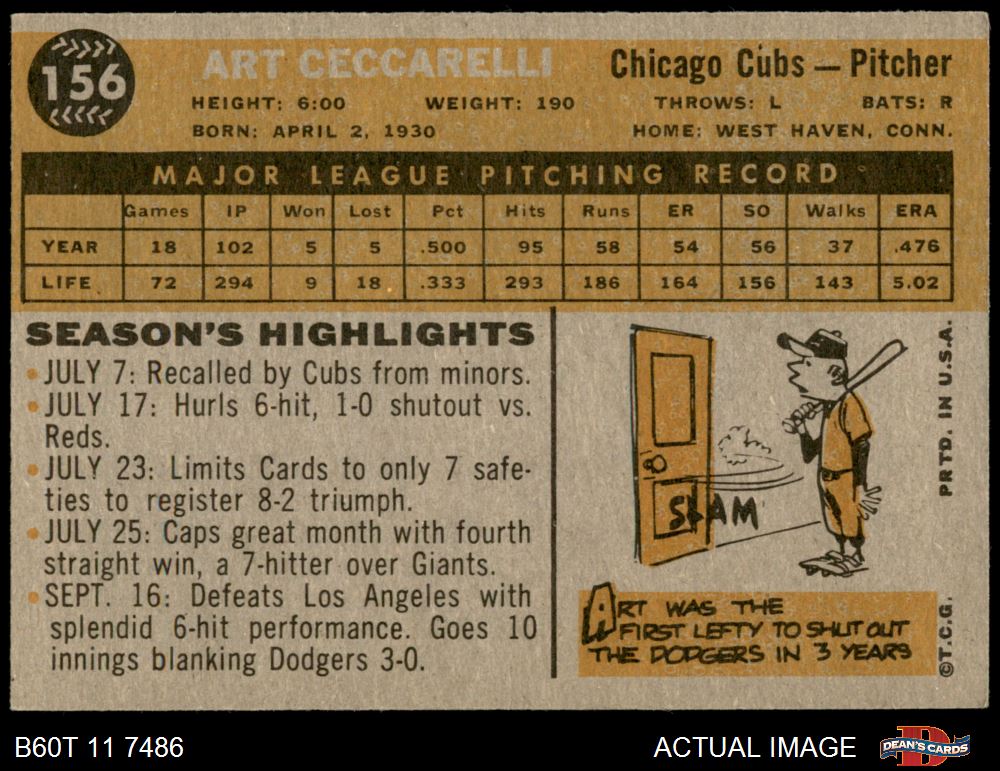 156
ART CECCARELLI
Chicago Cubs — Pitcher
HEIGHT: 6:00 WEIGHT: 190 THROWS: L BATS: R
BORN: APRIL 2, 1930 HOME: WEST HAVEN, CONN.
MAJOR LEAGUE PITCHING RECORD
Games IP Won Lost Pct Hits Runs ER SO Walks ERA
YEAR 18 102 5 5 .500 95 58 54 56 37 .476
LIFE 72 294 9 18 .333 293 186 164 156 143 5.02
SEASON'S HIGHLIGHTS
• JULY 7: Recalled by Cubs from minors.
• JULY 17: Hurls 6-hit, 1-0 shutout vs.
Reds.
• JULY 23: Limits Cards to only 7 safe-
ties to register 8-2 triumph.
• JULY 25: Caps great month with fourth
straight win, a 7-hitter over Giants.
• SEPT. 16: Defeats Los Angeles with
splendid 6-hit performance. Goes 10
innings blanking Dodgers 3-0.
SLAM
ART WAS THE
FIRST LEFTY TO SHUT OUT
THE DODGERS IN 3 YEARS
PRTD. IN U.S.A.
©T.C.G.
B60T 11 7486
ACTUAL IMAGE
DEAN'S CARDS